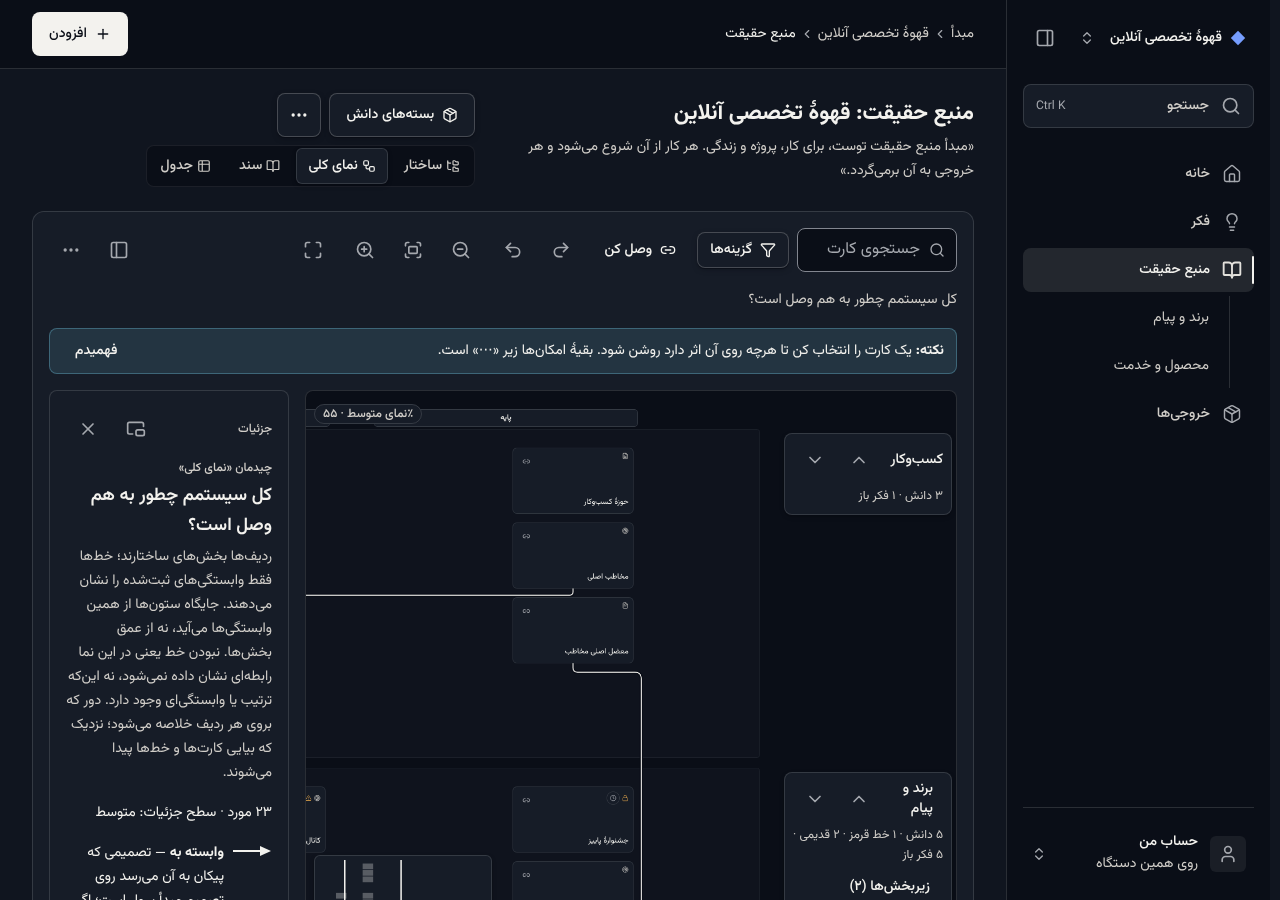 قهوهٔ تخصصی آنلاین
جستجو
Ctrl K
خانه
فکر
منبع حقیقت
برند و پیام
محصول و خدمت
خروجی‌ها
حساب من
روی همین دستگاه
مبدأ
قهوهٔ تخصصی آنلاین
منبع حقیقت
افزودن
منبع حقیقت: قهوهٔ تخصصی آنلاین
«مبدأ منبع حقیقت توست، برای کار، پروژه و زندگی. هر کار از آن شروع می‌شود و هر
خروجی به آن برمی‌گردد.»
بسته‌های دانش
ساختار
نمای کلی
سند
جدول
جستجوی کارت
گزینه‌ها
وصل کن
کل سیستمم چطور به هم وصل است؟
نکته: یک کارت را انتخاب کن تا هرچه روی آن اثر دارد روشن شود. بقیهٔ امکان‌ها زیر «···» است.
فهمیدم
کسب‌وکار
۳ دانش · ۱ فکر باز
برند و
پیام
۵ دانش · ۱ خط قرمز · ۲ قدیمی ·
۵ فکر باز
زیربخش‌ها (۲)
پایه
نمای متوسط · ۵۵٪
حوزهٔ کسب‌وکار
مخاطب اصلی
معضل اصلی مخاطب
جشنوارهٔ پاییز
کانال
جزئیات
چیدمان «نمای کلی»
کل سیستمم چطور به هم
وصل است؟
ردیف‌ها بخش‌های ساختارند؛ خط‌ها
فقط وابستگی‌های ثبت‌شده را نشان
می‌دهند. جایگاه ستون‌ها از همین
وابستگی‌ها می‌آید، نه از عمق
بخش‌ها. نبودن خط یعنی در این نما
رابطه‌ای نشان داده نمی‌شود، نه این‌که
ترتیب یا وابستگی‌ای وجود دارد. دور که
بروی هر ردیف خلاصه می‌شود؛ نزدیک
که بیایی کارت‌ها و خط‌ها پیدا
می‌شوند.
۲۳ مورد · سطح جزئیات: متوسط
وابسته به — تصمیمی که
پیکان به آن می‌رسد روی